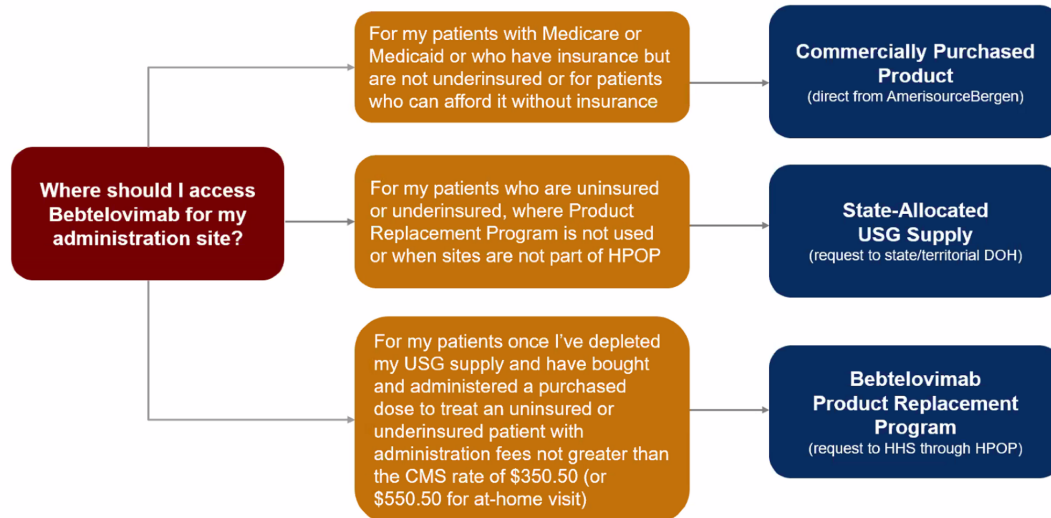 Where should I access
Bebtelovimab for my
administration site?
For my patients with Medicare or
Medicaid or who have insurance but
are not underinsured or for patients
who can afford it without insurance
Commercially Purchased
Product
(direct from AmerisourceBergen)
For my patients who are uninsured
or underinsured, where Product
Replacement Program is not used
or when sites are not part of HPOP
State-Allocated
USG Supply
(request to state/territorial DOH)
For my patients once I've depleted
my USG supply and have bought
and administered a purchased
dose to treat an uninsured or
underinsured patient with
administration fees not greater than
the CMS rate of $350.50 (or
$550.50 for at-home visit)
Bebtelovimab
Product Replacement
Program
(request to HHS through HPOP)